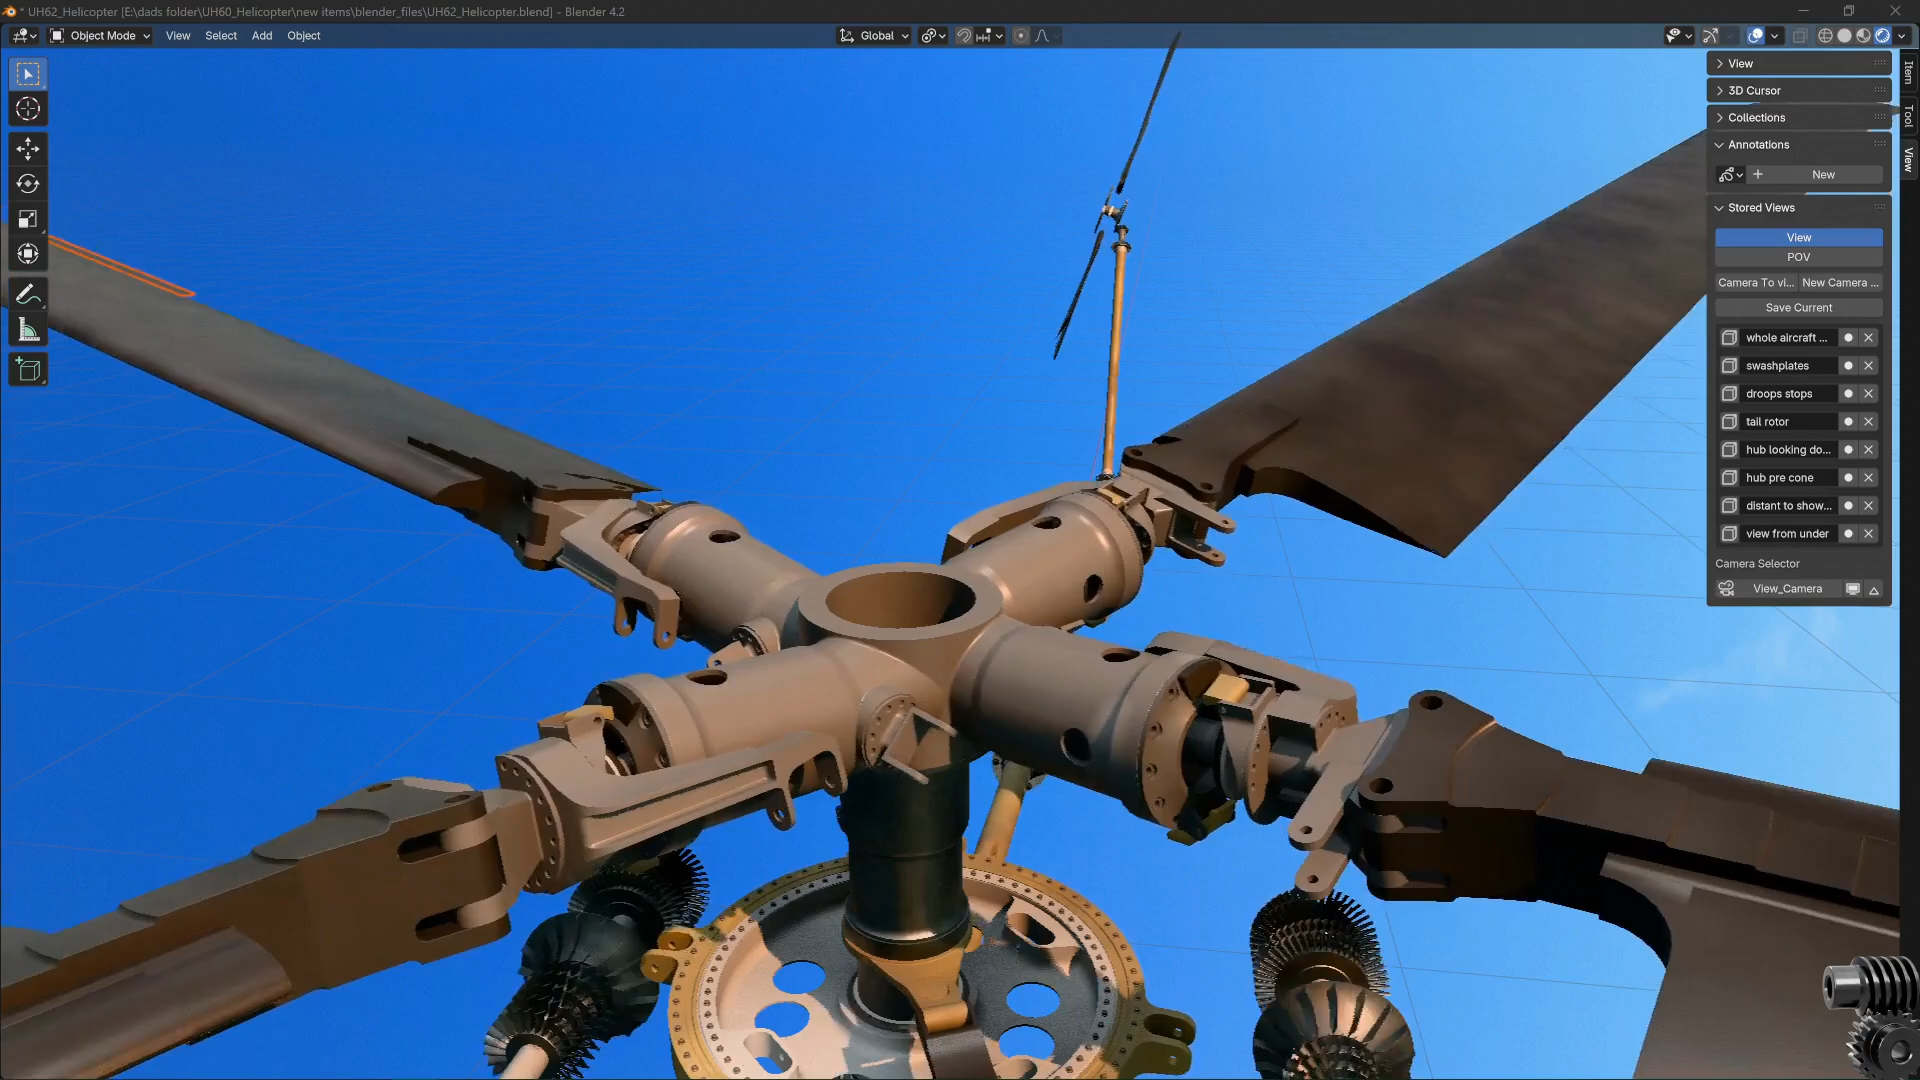 * UH62_Helicopter [E:\dads folder\UH60_Helicopter\new items\blender_files\UH62_Helicopter.blend] - Blender 4.2
Object Mode View Select Add Object Global
View
3D Cursor
Collections
Annotations
New
Stored Views
View
POV
Camera To vi... New Camera ...
Save Current
whole aircraft ...
swashplates
droops stops
tail rotor
hub looking do...
hub pre cone
distant to show...
view from under
Camera Selector
View_Camera
Item
Tool
View